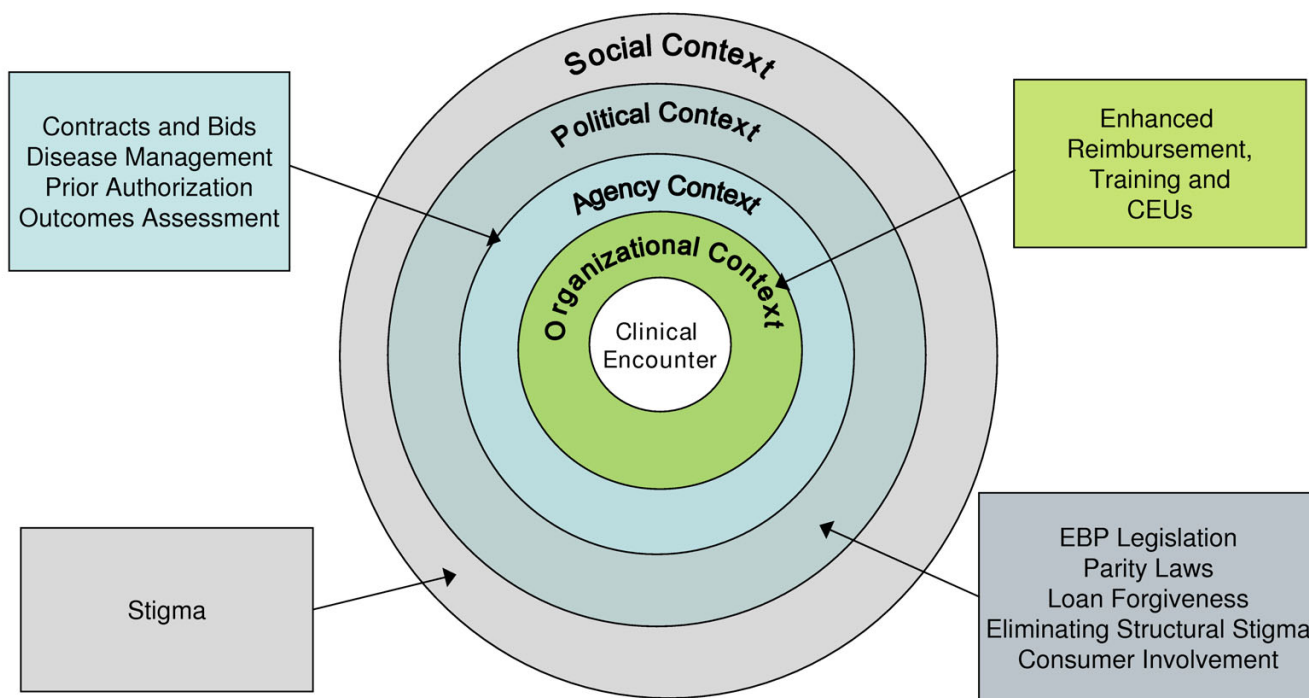 Social Context
Political Context
Agency Context
Organizational Context
Clinical
Encounter
Contracts and Bids
Disease Management
Prior Authorization
Outcomes Assessment
Enhanced
Reimbursement,
Training and
CEUs
Stigma
EBP Legislation
Parity Laws
Loan Forgiveness
Eliminating Structural Stigma
Consumer Involvement